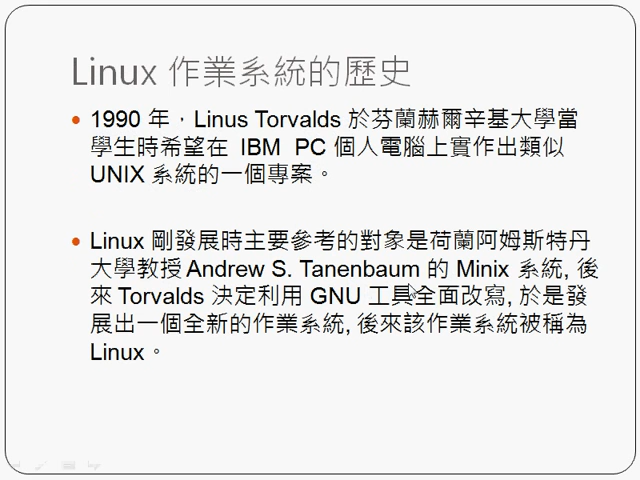 Linux 作業系統的歷史
1990 年，Linus Torvalds 於芬蘭赫爾辛基大學當
學生時希望在 IBM PC 個人電腦上實作出類似
UNIX 系統的一個專案。
Linux 剛發展時主要參考的對象是荷蘭阿姆斯特丹
大學教授 Andrew S. Tanenbaum 的 Minix 系統, 後
來 Torvalds 決定利用 GNU 工具全面改寫, 於是發
展出一個全新的作業系統, 後來該作業系統被稱為
Linux。